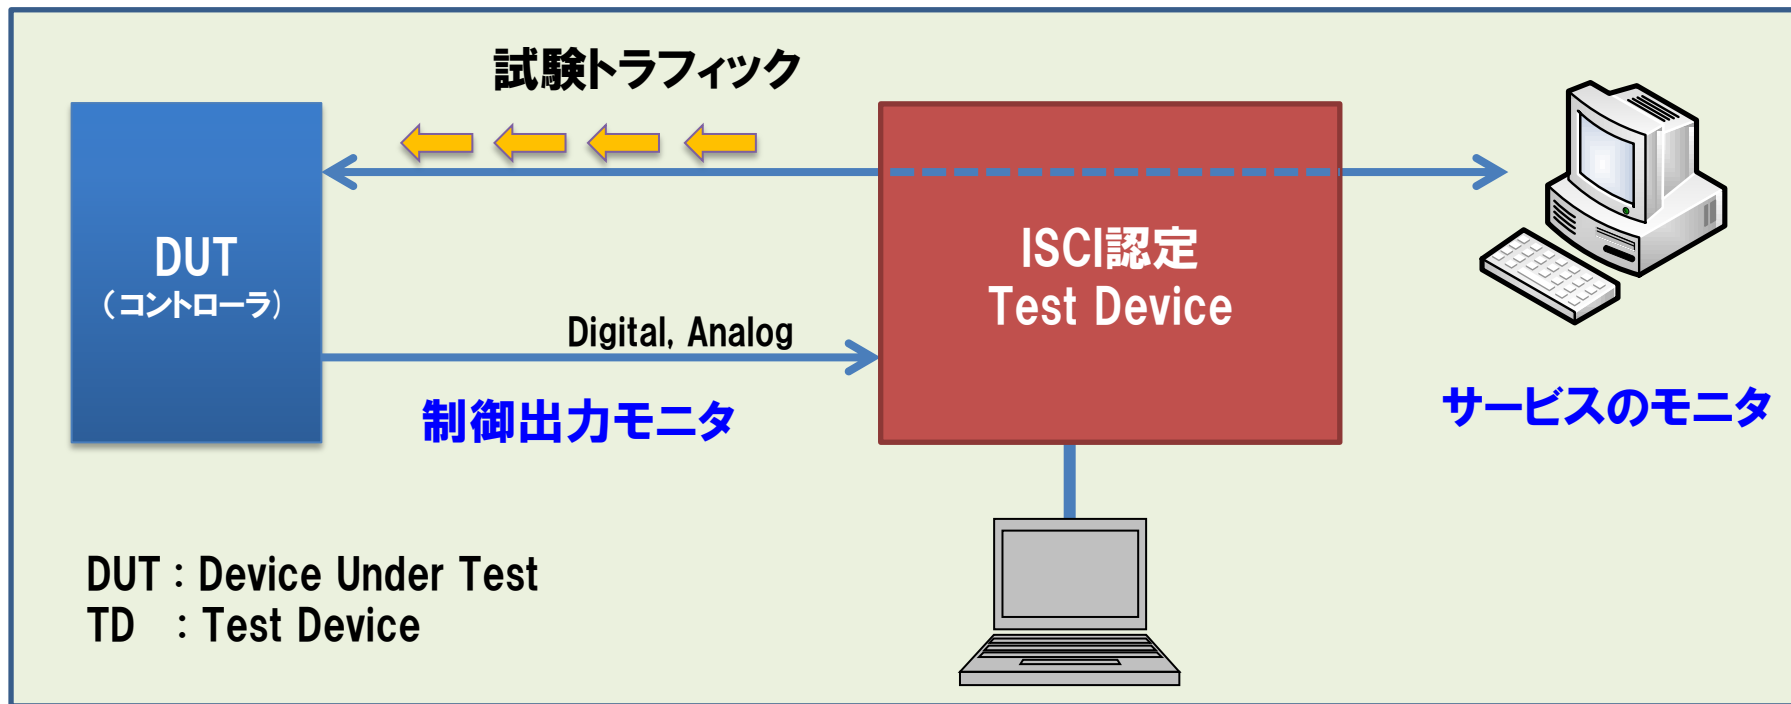 試験トラフィック
DUT
(コントローラ)
ISCI認定
Test Device
Digital, Analog
制御出力モニタ
サービスのモニタ
DUT : Device Under Test
TD : Test Device